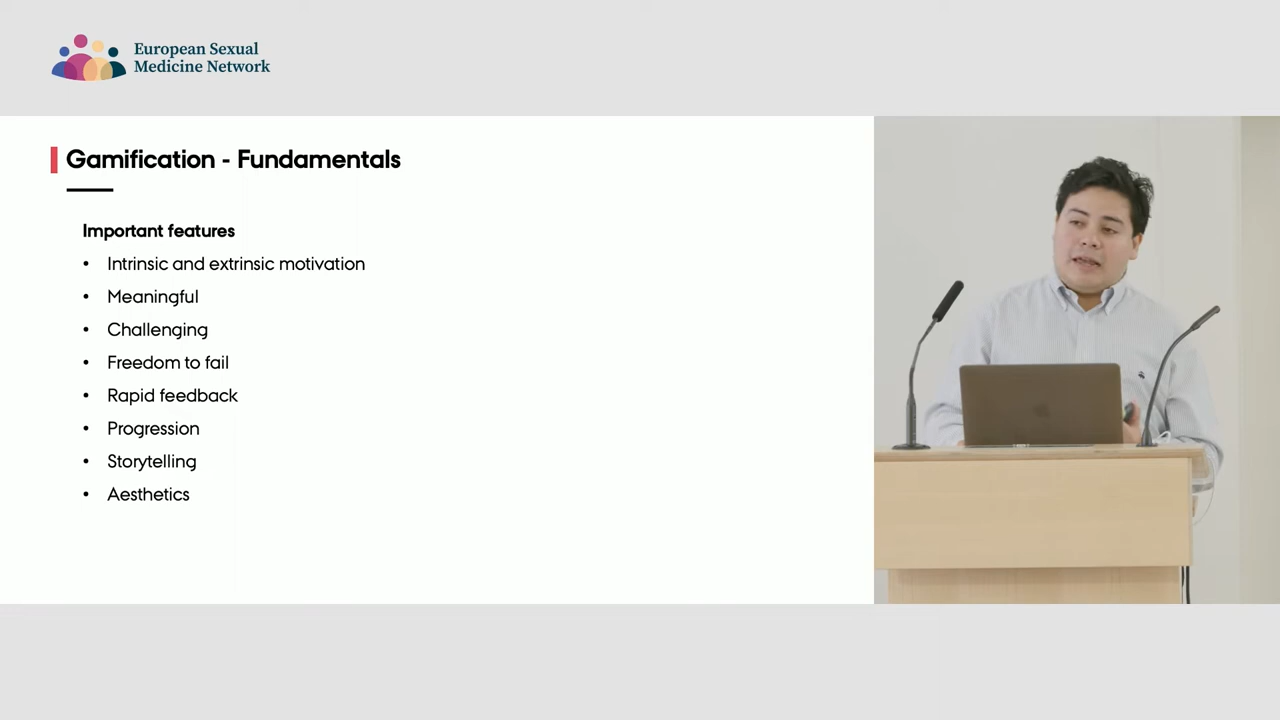 European Sexual
Medicine Network
Gamification - Fundamentals
Important features
• Intrinsic and extrinsic motivation
• Meaningful
• Challenging
• Freedom to fail
• Rapid feedback
• Progression
• Storytelling
• Aesthetics